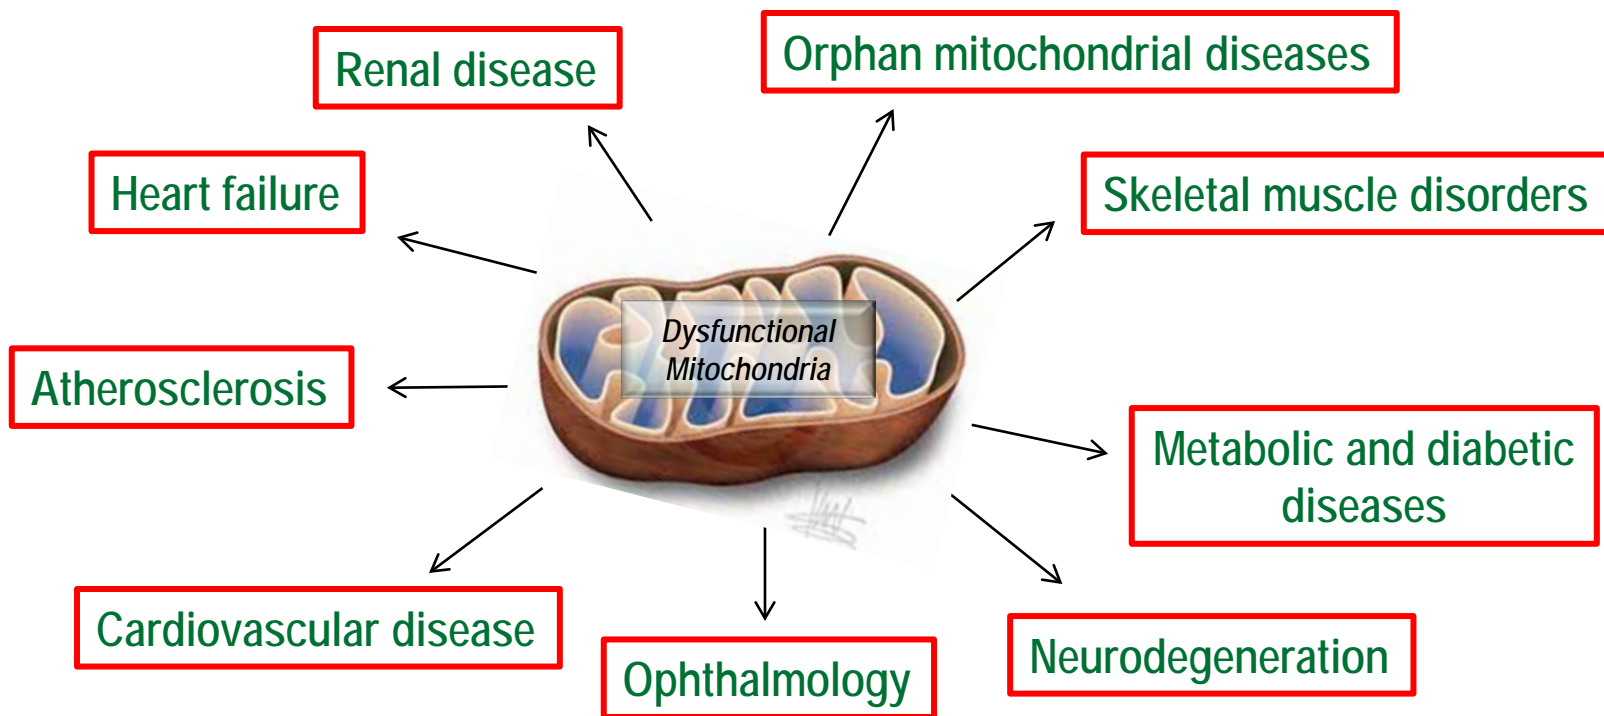 Renal disease
Orphan mitochondrial diseases
Heart failure
Skeletal muscle disorders
Dysfunctional
Mitochondria
Atherosclerosis
Metabolic and diabetic
diseases
Cardiovascular disease
Ophthalmology
Neurodegeneration